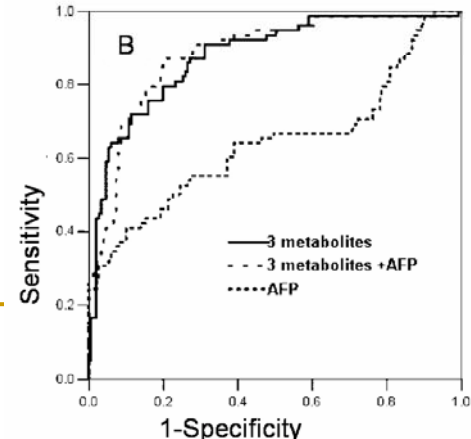 B
Sensitivity
1.0
0.8
0.6
0.4
0.2
0.0
3 metabolites
3 metabolites +AFP
AFP
0.0 0.2 0.4 0.6 0.8 1.0
1-Specificity